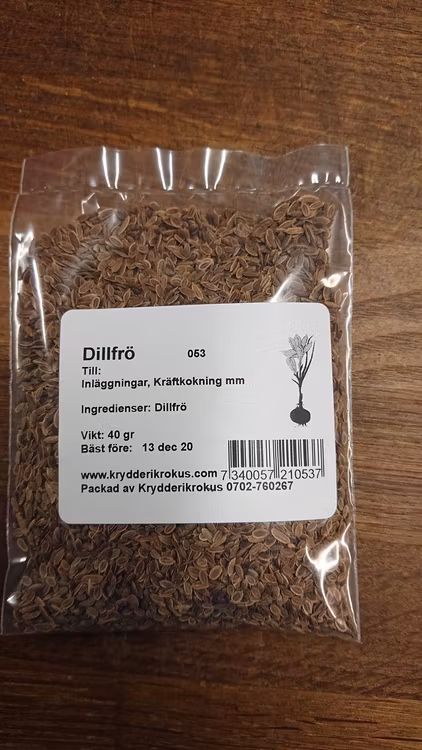 Dillfrö 053
Till:
Inläggningar, Kräftkokning mm
Ingredienser: Dillfrö
Vikt: 40 gr
Bäst före: 13 dec 20
www.krydderikrokus.com 7 340057 210537
Packad av Krydderikrokus 0702-760267